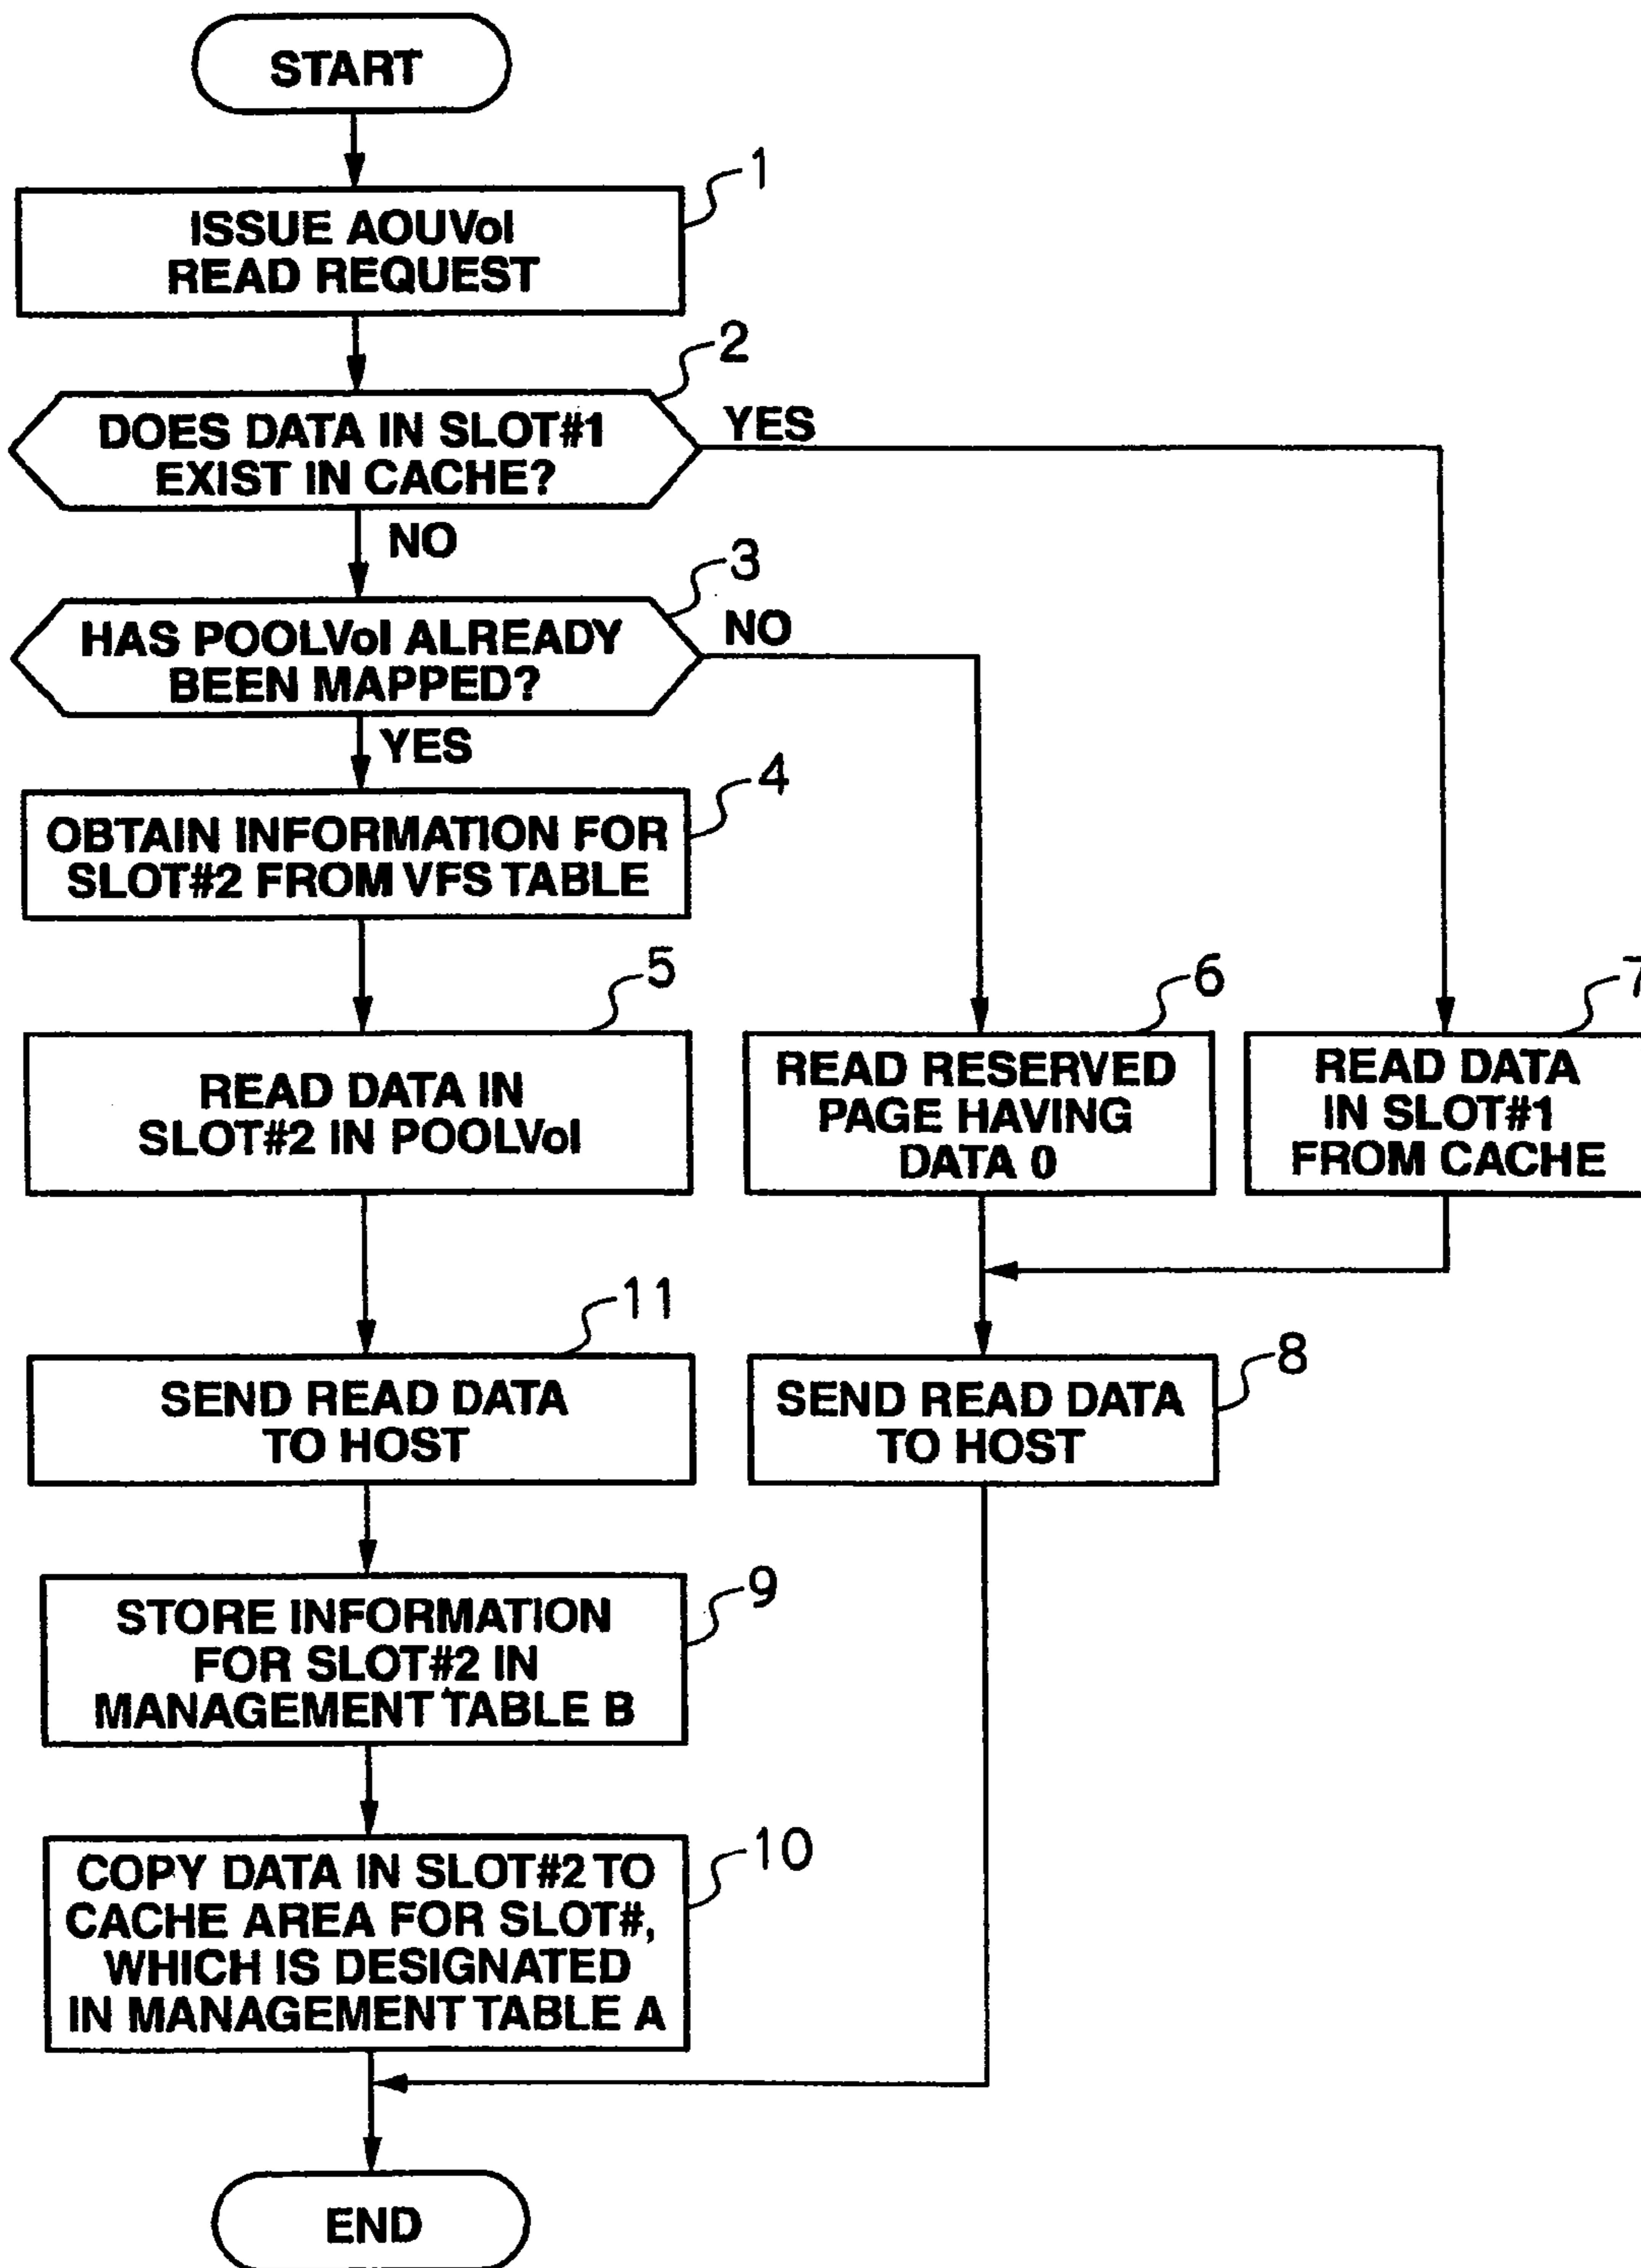 START
1
ISSUE AOUVol
READ REQUEST
2
DOES DATA IN SLOT#1
EXIST IN CACHE?
YES
NO
3
HAS POOLVol ALREADY
BEEN MAPPED?
NO
YES
4
OBTAIN INFORMATION FOR
SLOT#2 FROM VFS TABLE
5
READ DATA IN
SLOT#2 IN POOLVol
6
READ RESERVED
PAGE HAVING
DATA 0
7
READ DATA
IN SLOT#1
FROM CACHE
11
SEND READ DATA
TO HOST
8
SEND READ DATA
TO HOST
9
STORE INFORMATION
FOR SLOT#2 IN
MANAGEMENT TABLE B
10
COPY DATA IN SLOT#2 TO
CACHE AREA FOR SLOT#,
WHICH IS DESIGNATED
IN MANAGEMENT TABLE A
END